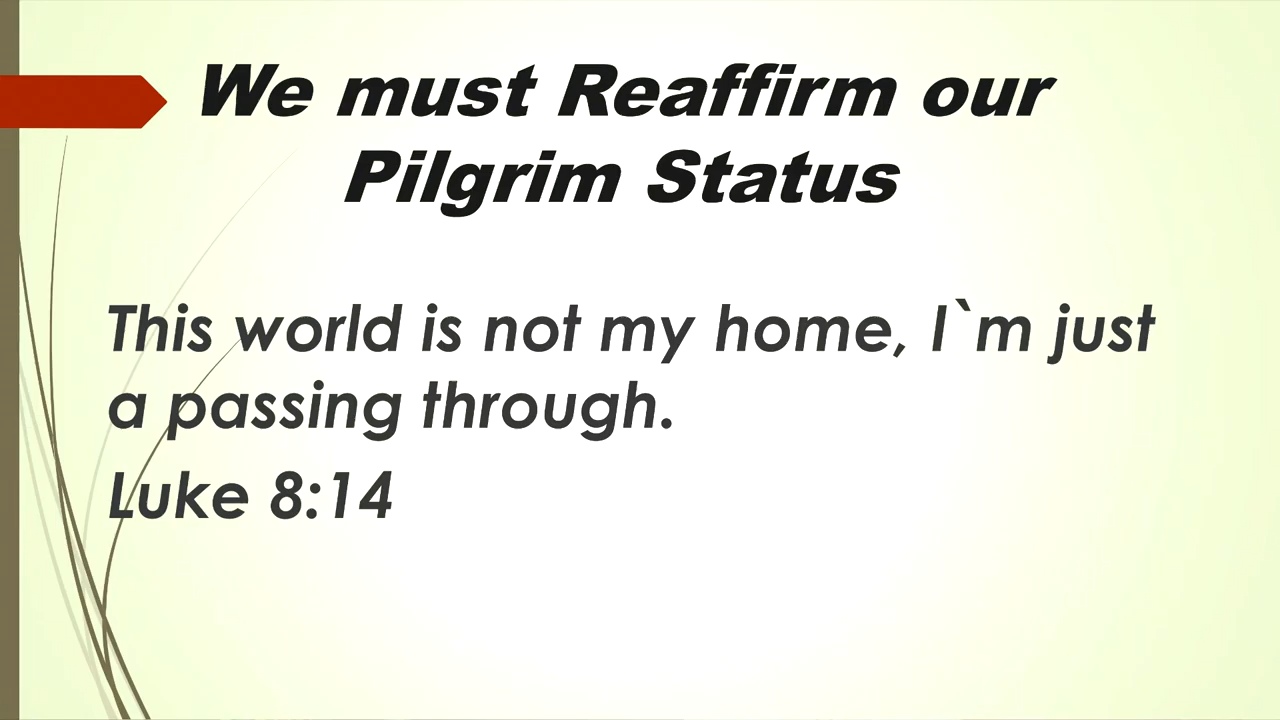 We must Reaffirm our
Pilgrim Status
This world is not my home, I`m just
a passing through.
Luke 8:14